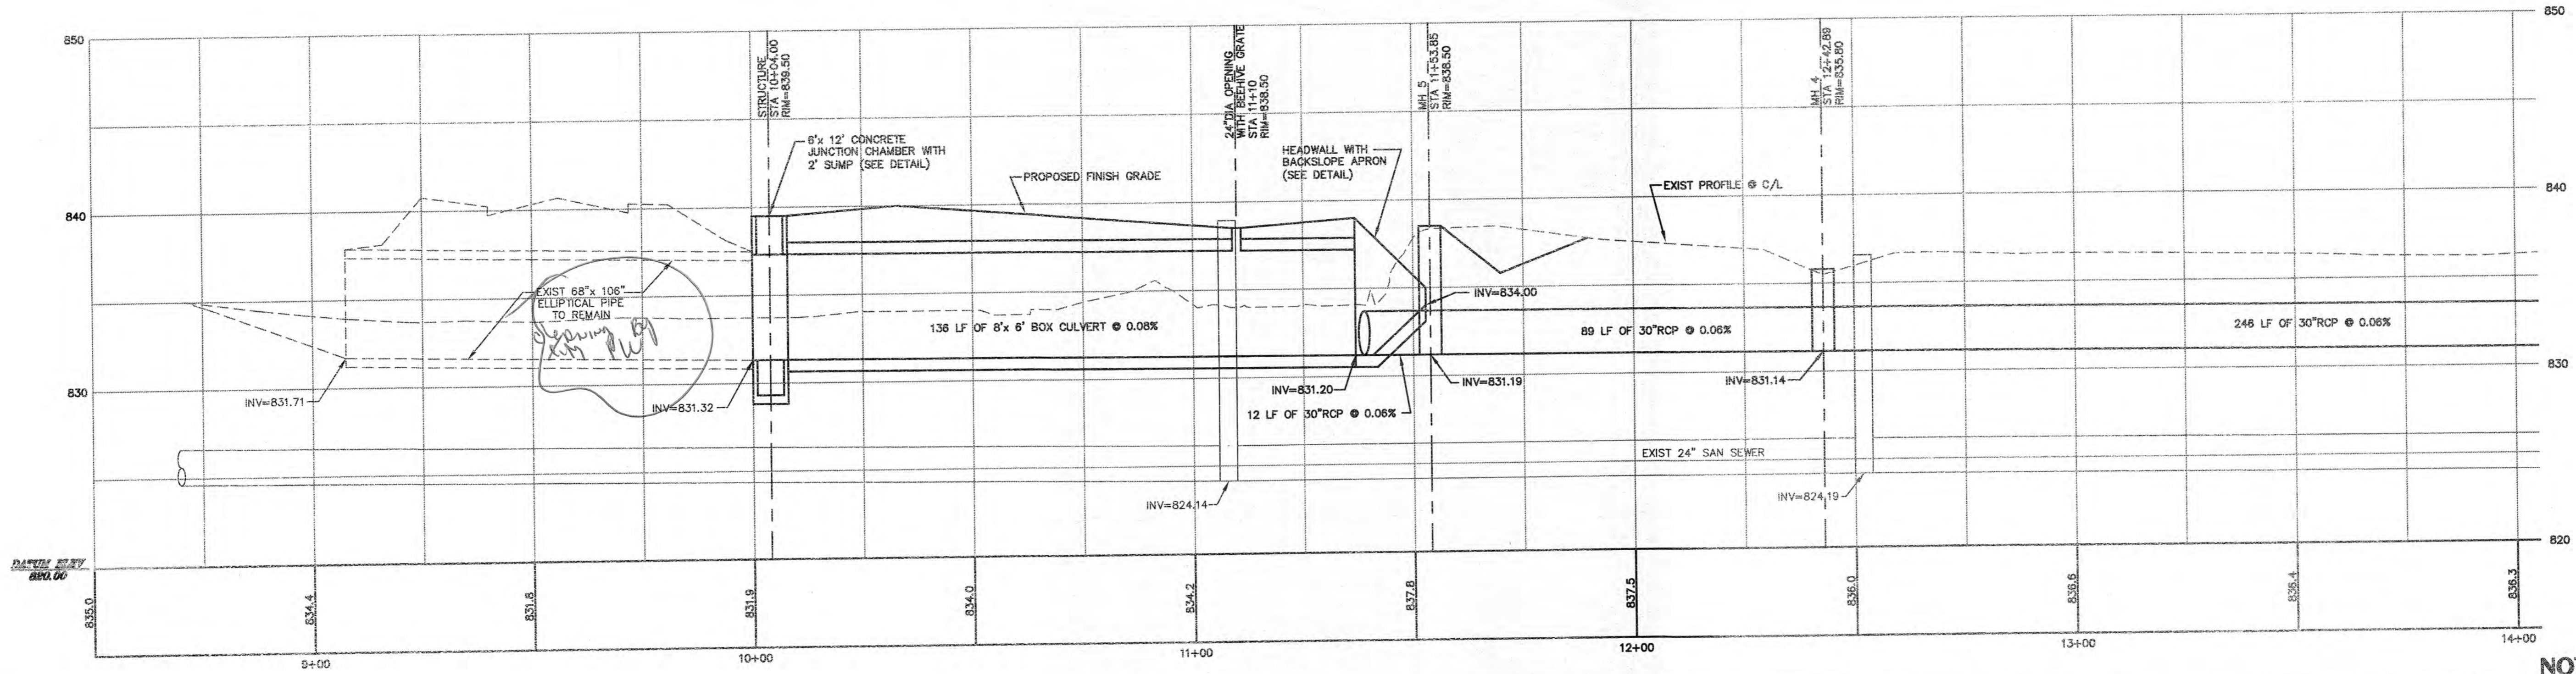 850
850
STRUCTURE
STA 10+04.00
RIM=839.50
24"DIA OPENING
WITH BEEHIVE GRATE
STA 11+10
RIM=838.50
MH 5
STA 11+53.85
RIM=838.50
MH 4
STA 12+42.89
RIM=835.80
6'x 12' CONCRETE
JUNCTION CHAMBER WITH
2' SUMP (SEE DETAIL)
PROPOSED FINISH GRADE
HEADWALL WITH
BACKSLOPE APRON
(SEE DETAIL)
EXIST PROFILE @ C/L
840
840
EXIST 68"x 106"
ELLIPTICAL PIPE
TO REMAIN
136 LF OF 8'x 6' BOX CULVERT @ 0.08%
INV=834.00
89 LF OF 30"RCP @ 0.06%
246 LF OF 30"RCP @ 0.06%
830
830
INV=831.71
INV=831.32
INV=831.20
INV=831.19
INV=831.14
12 LF OF 30"RCP @ 0.06%
EXIST 24" SAN SEWER
INV=824.14
INV=824.19
DATUM ELEV
820.00
820
835.0
834.4
831.8
831.9
834.0
834.2
837.8
837.5
836.0
836.6
836.4
836.3
9+00
10+00
11+00
12+00
13+00
14+00